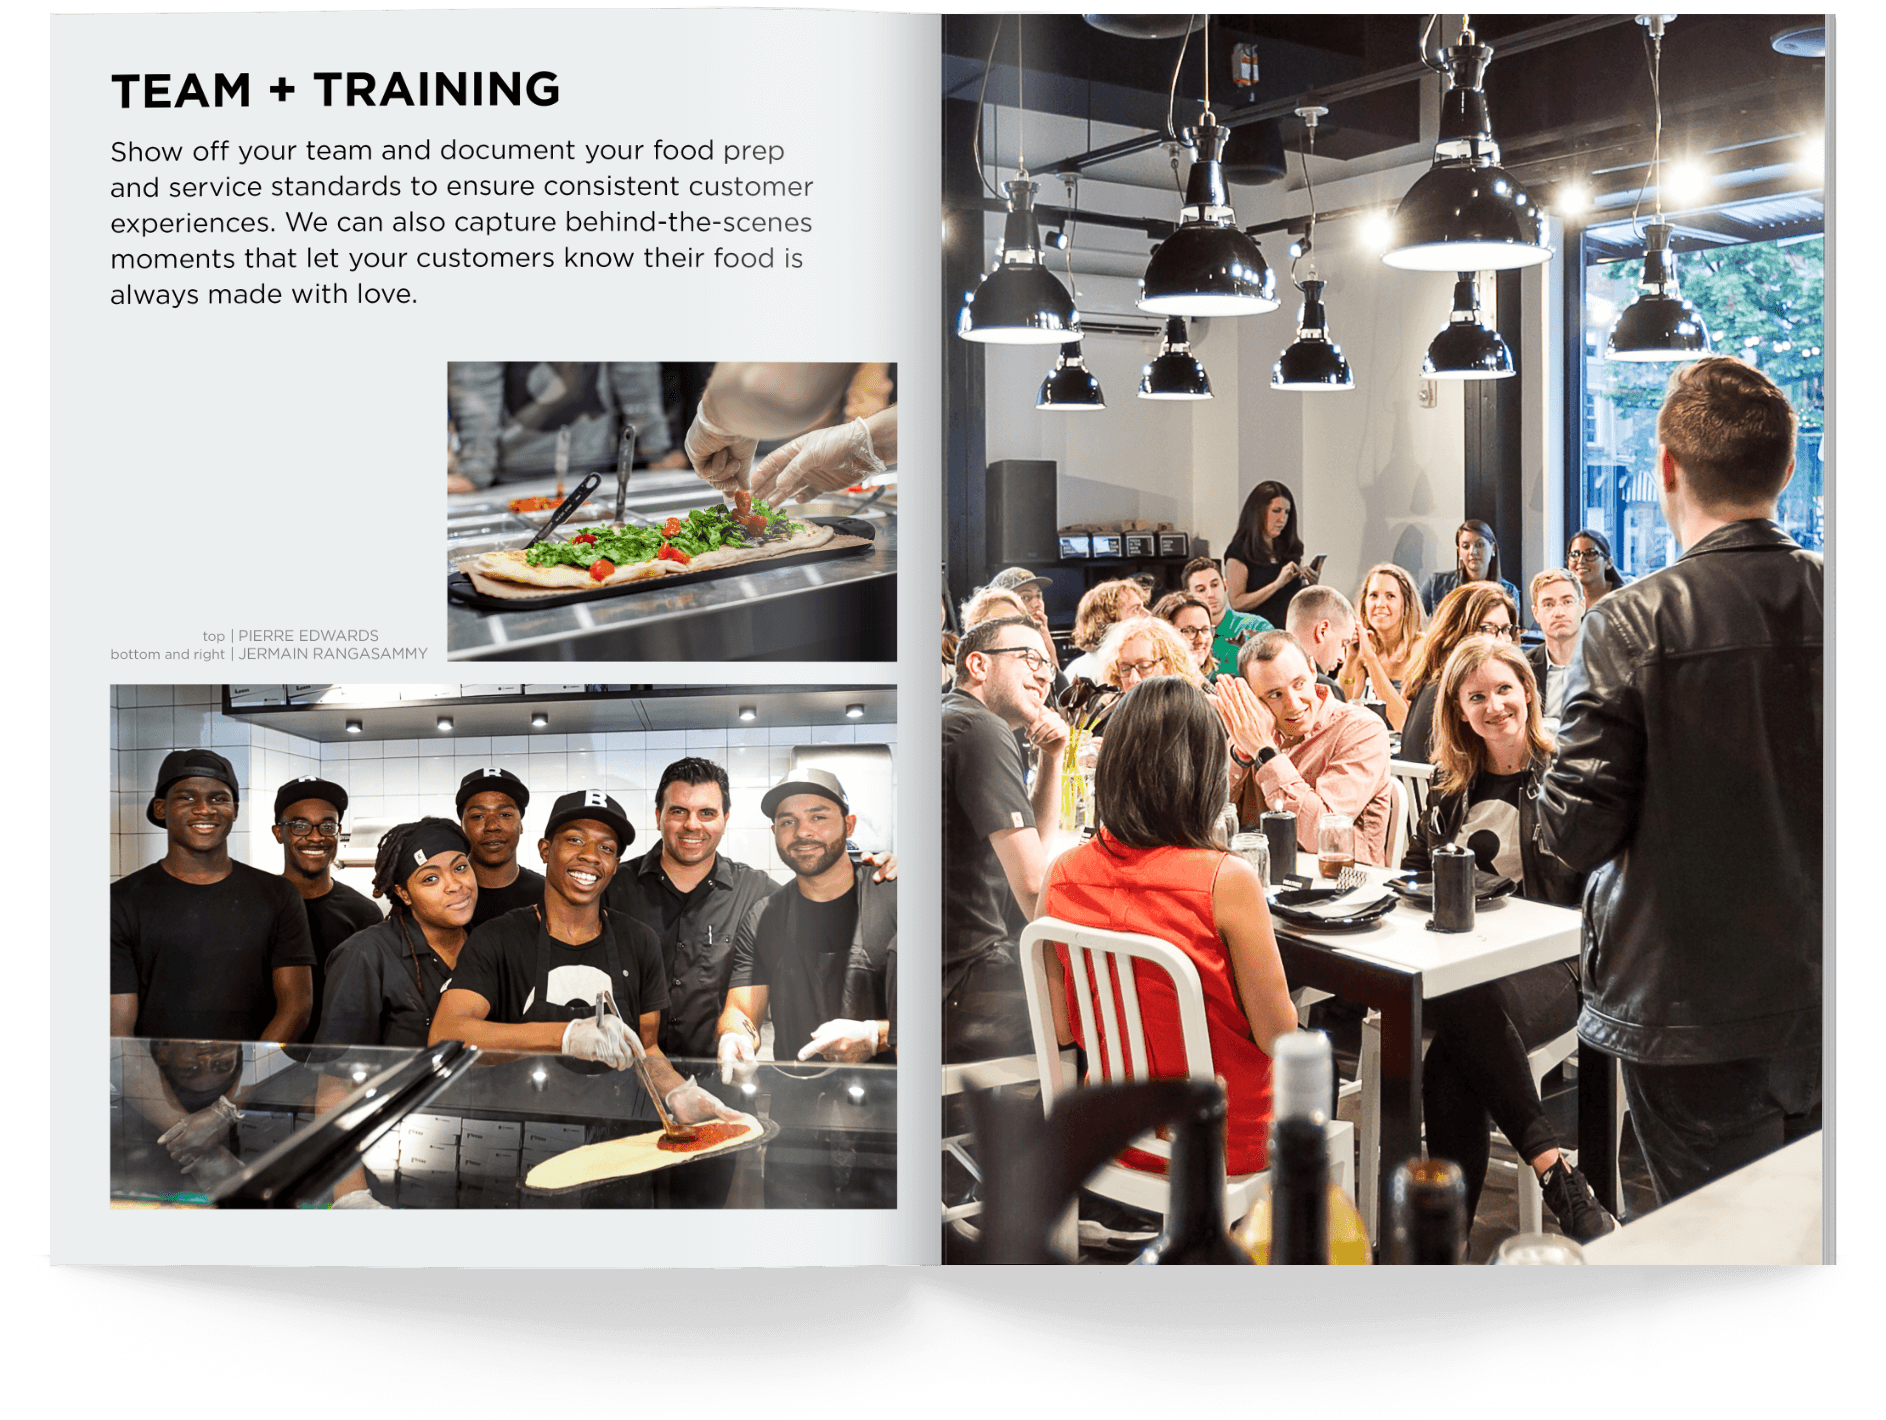 TEAM + TRAINING
Show off your team and document your food prep
and service standards to ensure consistent customer
experiences. We can also capture behind-the-scenes
moments that let your customers know their food is
always made with love.
top | PIERRE EDWARDS
bottom and right | JERMAIN RANGASAMMY
R
B